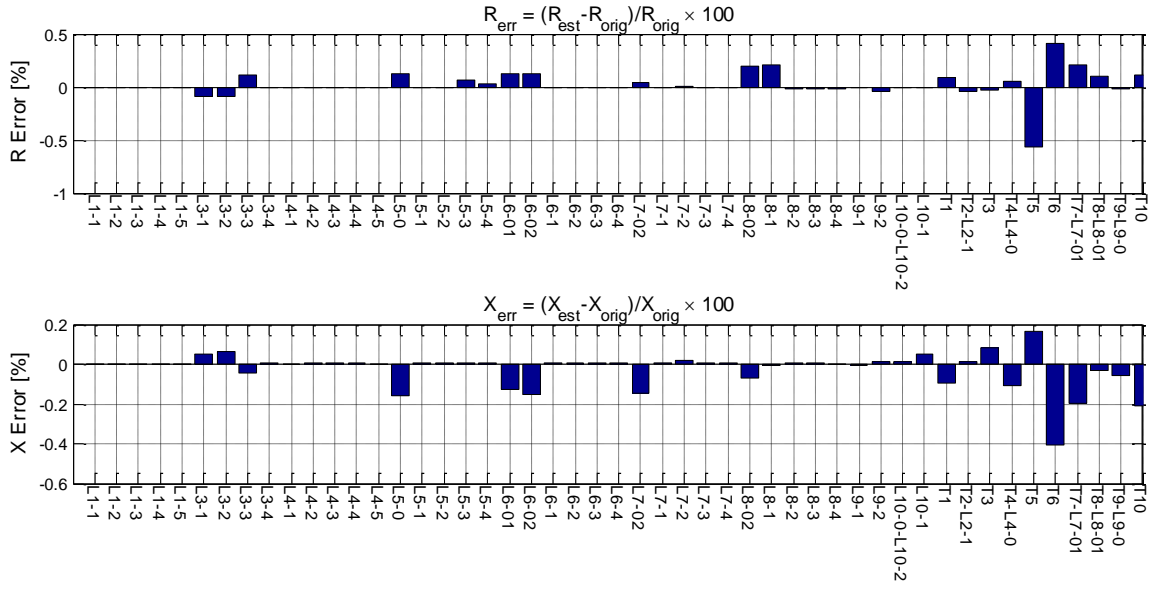 R_err = (R_est-R_orig)/R_orig × 100
0.5
0
-0.5
-1
R Error [%]
L1-1
L1-2
L1-3
L1-4
L1-5
L3-1
L3-2
L3-3
L3-4
L4-1
L4-2
L4-4
L4-5
L5-0
L5-1
L5-2
L5-3
L5-4
L6-01
L6-02
L6-1
L6-2
L6-3
L6-4
L7-02
L7-1
L7-2
L7-3
L7-4
L8-02
L8-1
L8-2
L8-3
L8-4
L9-1
L9-2
L10-0-L10-2
L10-1
T1
T2-L2-1
T3
T4-L4-0
T5
T6
T7-L7-01
T8-L8-01
T9-L9-0
T10
X_err = (X_est-X_orig)/X_orig × 100
0.2
0
-0.2
-0.4
-0.6
X Error [%]
L1-1
L1-2
L1-3
L1-4
L1-5
L3-1
L3-2
L3-3
L3-4
L4-1
L4-2
L4-4
L4-5
L5-0
L5-1
L5-2
L5-3
L5-4
L6-01
L6-02
L6-1
L6-2
L6-3
L6-4
L7-02
L7-1
L7-2
L7-3
L7-4
L8-02
L8-1
L8-2
L8-3
L8-4
L9-1
L9-2
L10-0-L10-2
L10-1
T1
T2-L2-1
T3
T4-L4-0
T5
T6
T7-L7-01
T8-L8-01
T9-L9-0
T10